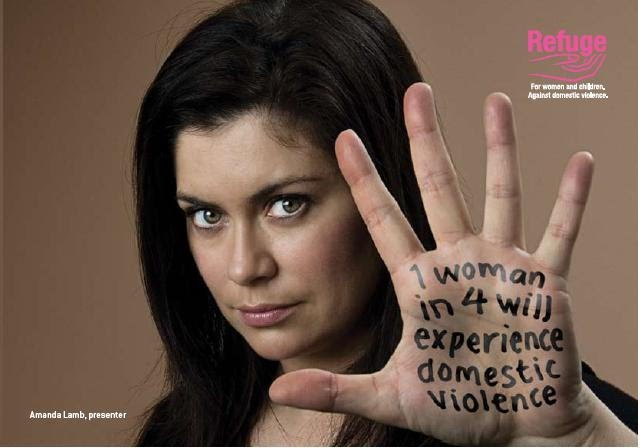 Refuge
For women and children.
Against domestic violence.
1 woman
in 4 will
experience
domestic
violence
Amanda Lamb, presenter